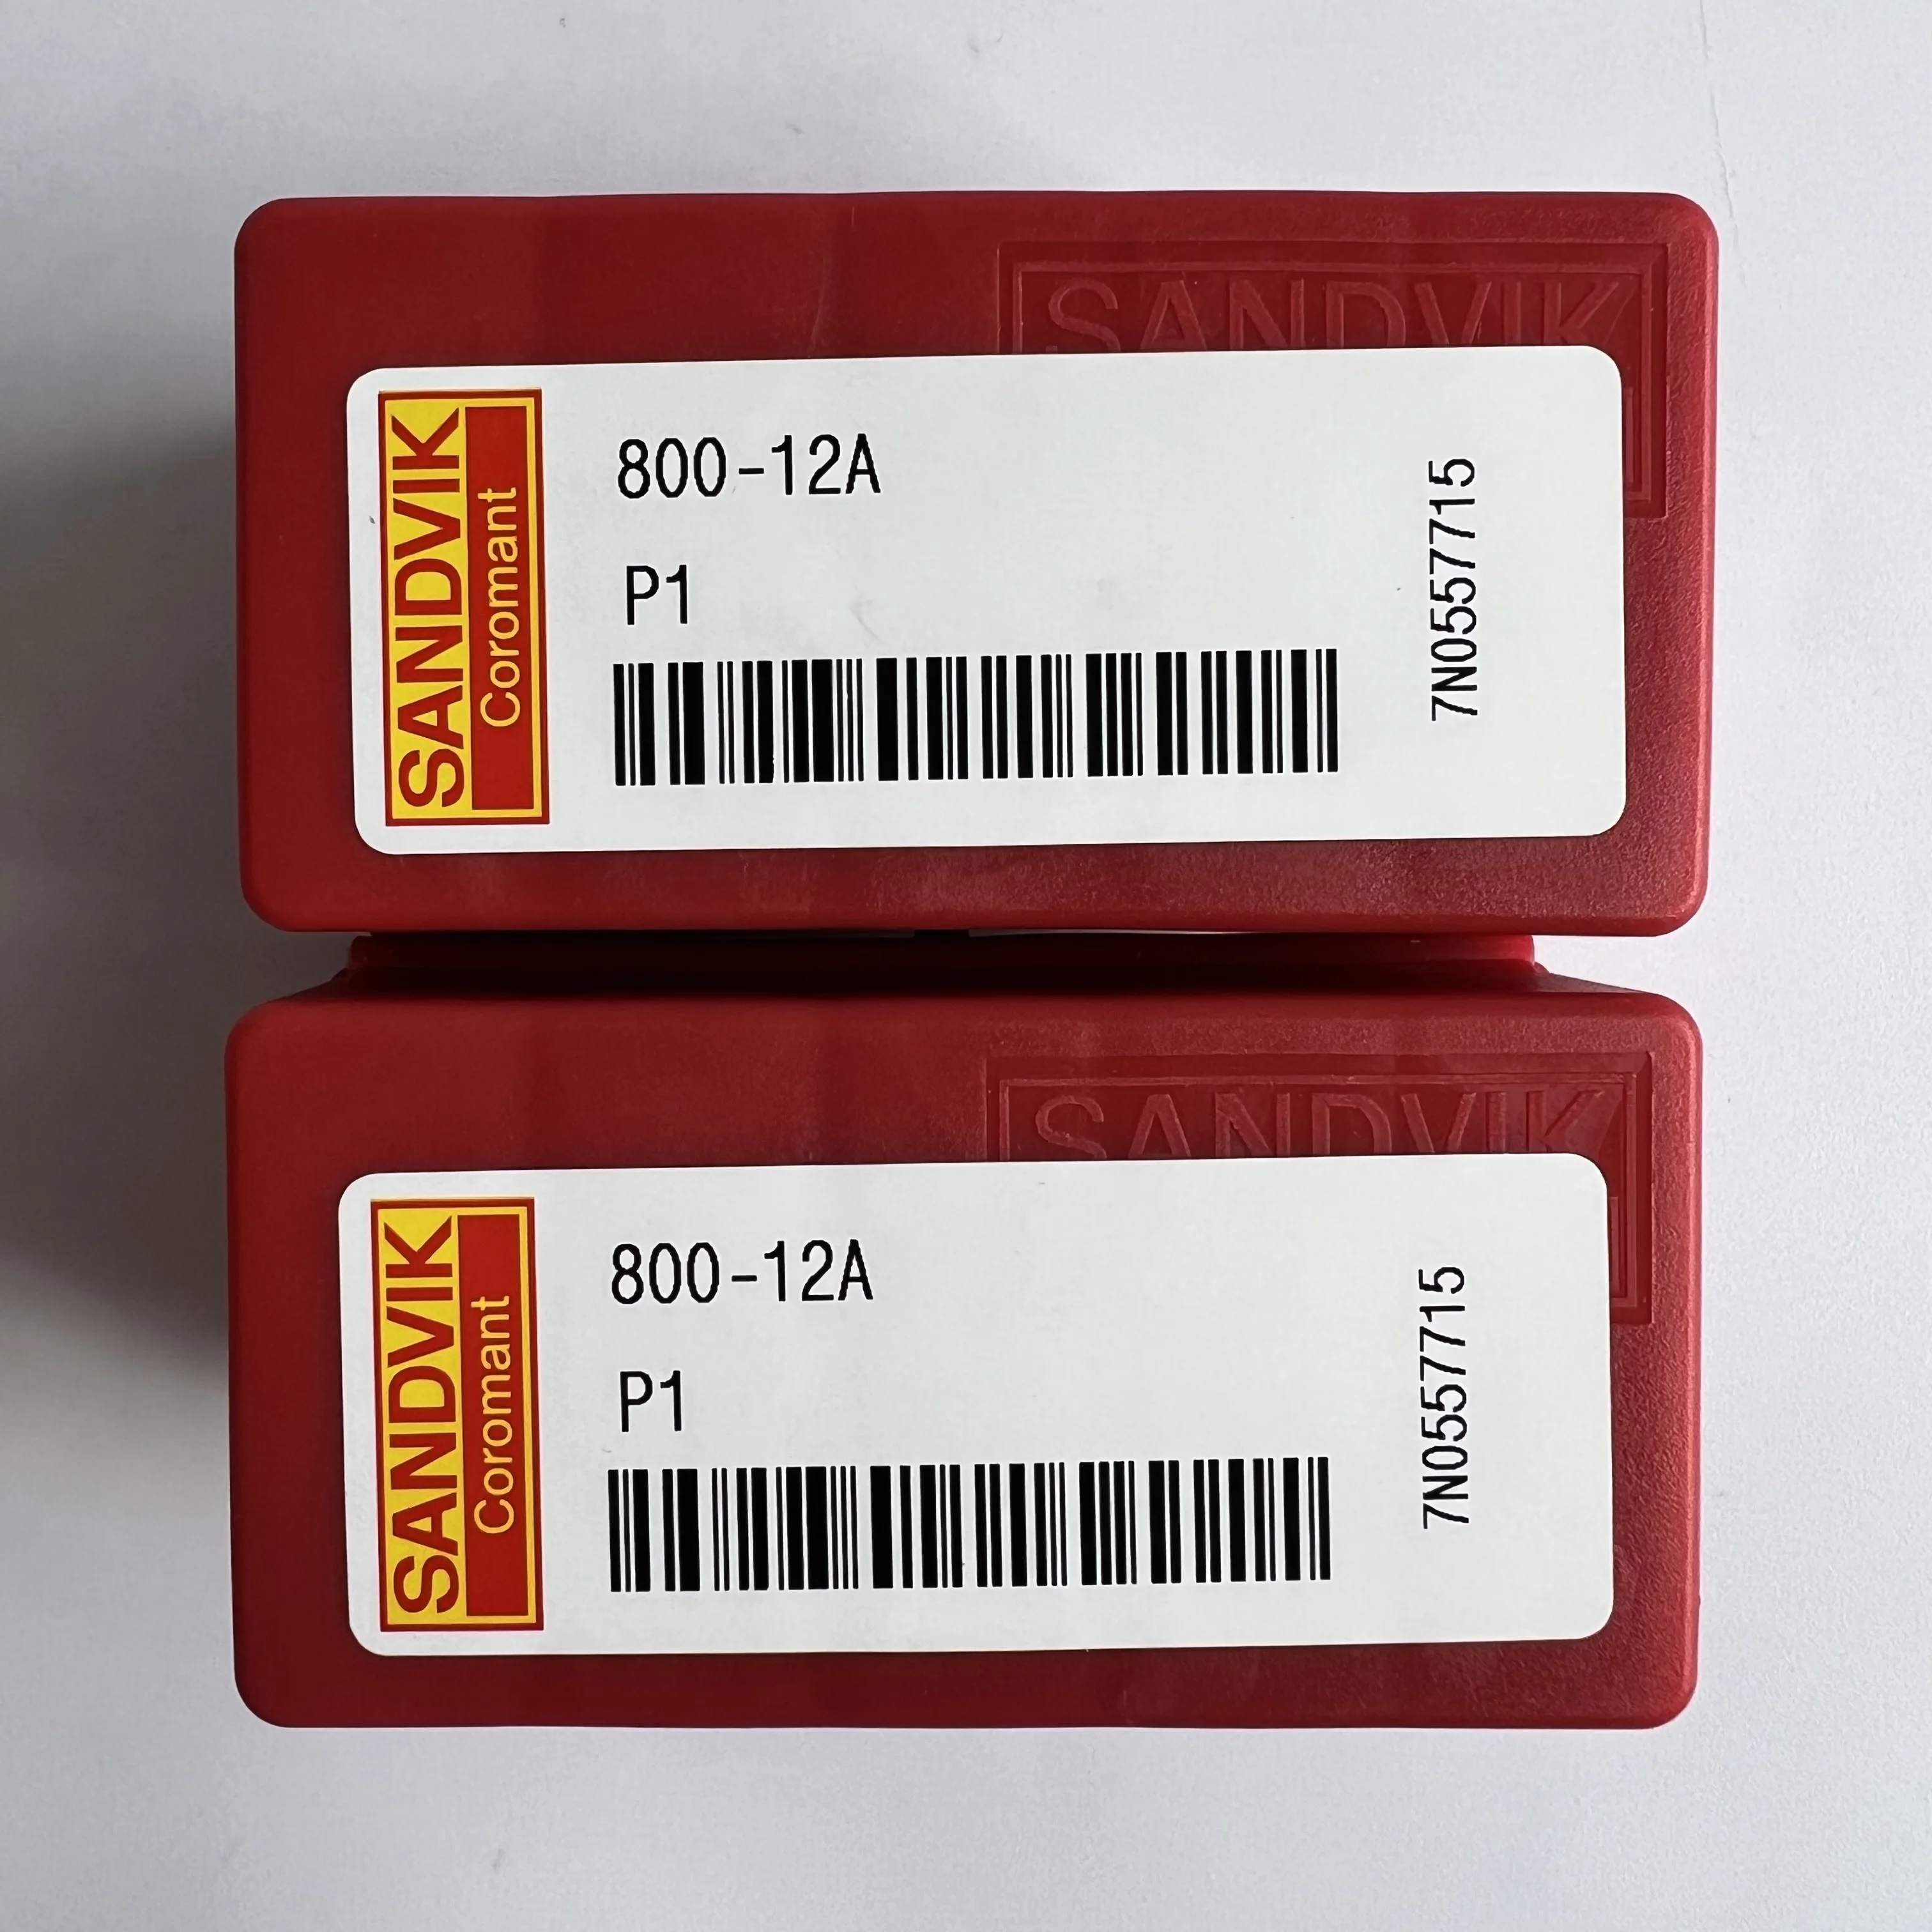 SANDVIK
SANDVIK
Coromant
800-12A
P1
7N0557715
SANDVIK
SANDVIK
Coromant
800-12A
P1
7N0557715